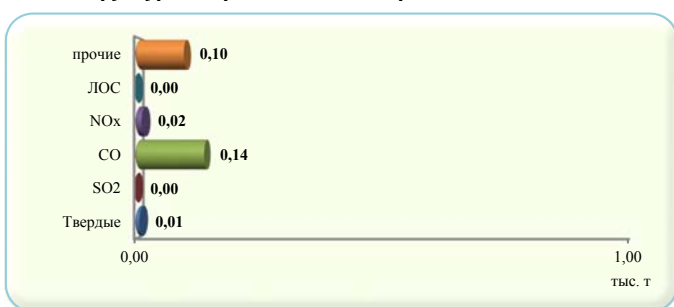 прочие 0,10
ЛОС 0,00
NOx 0,02
CO 0,14
SO2 0,00
Твердые 0,01
0,00 1,00
тыс. т